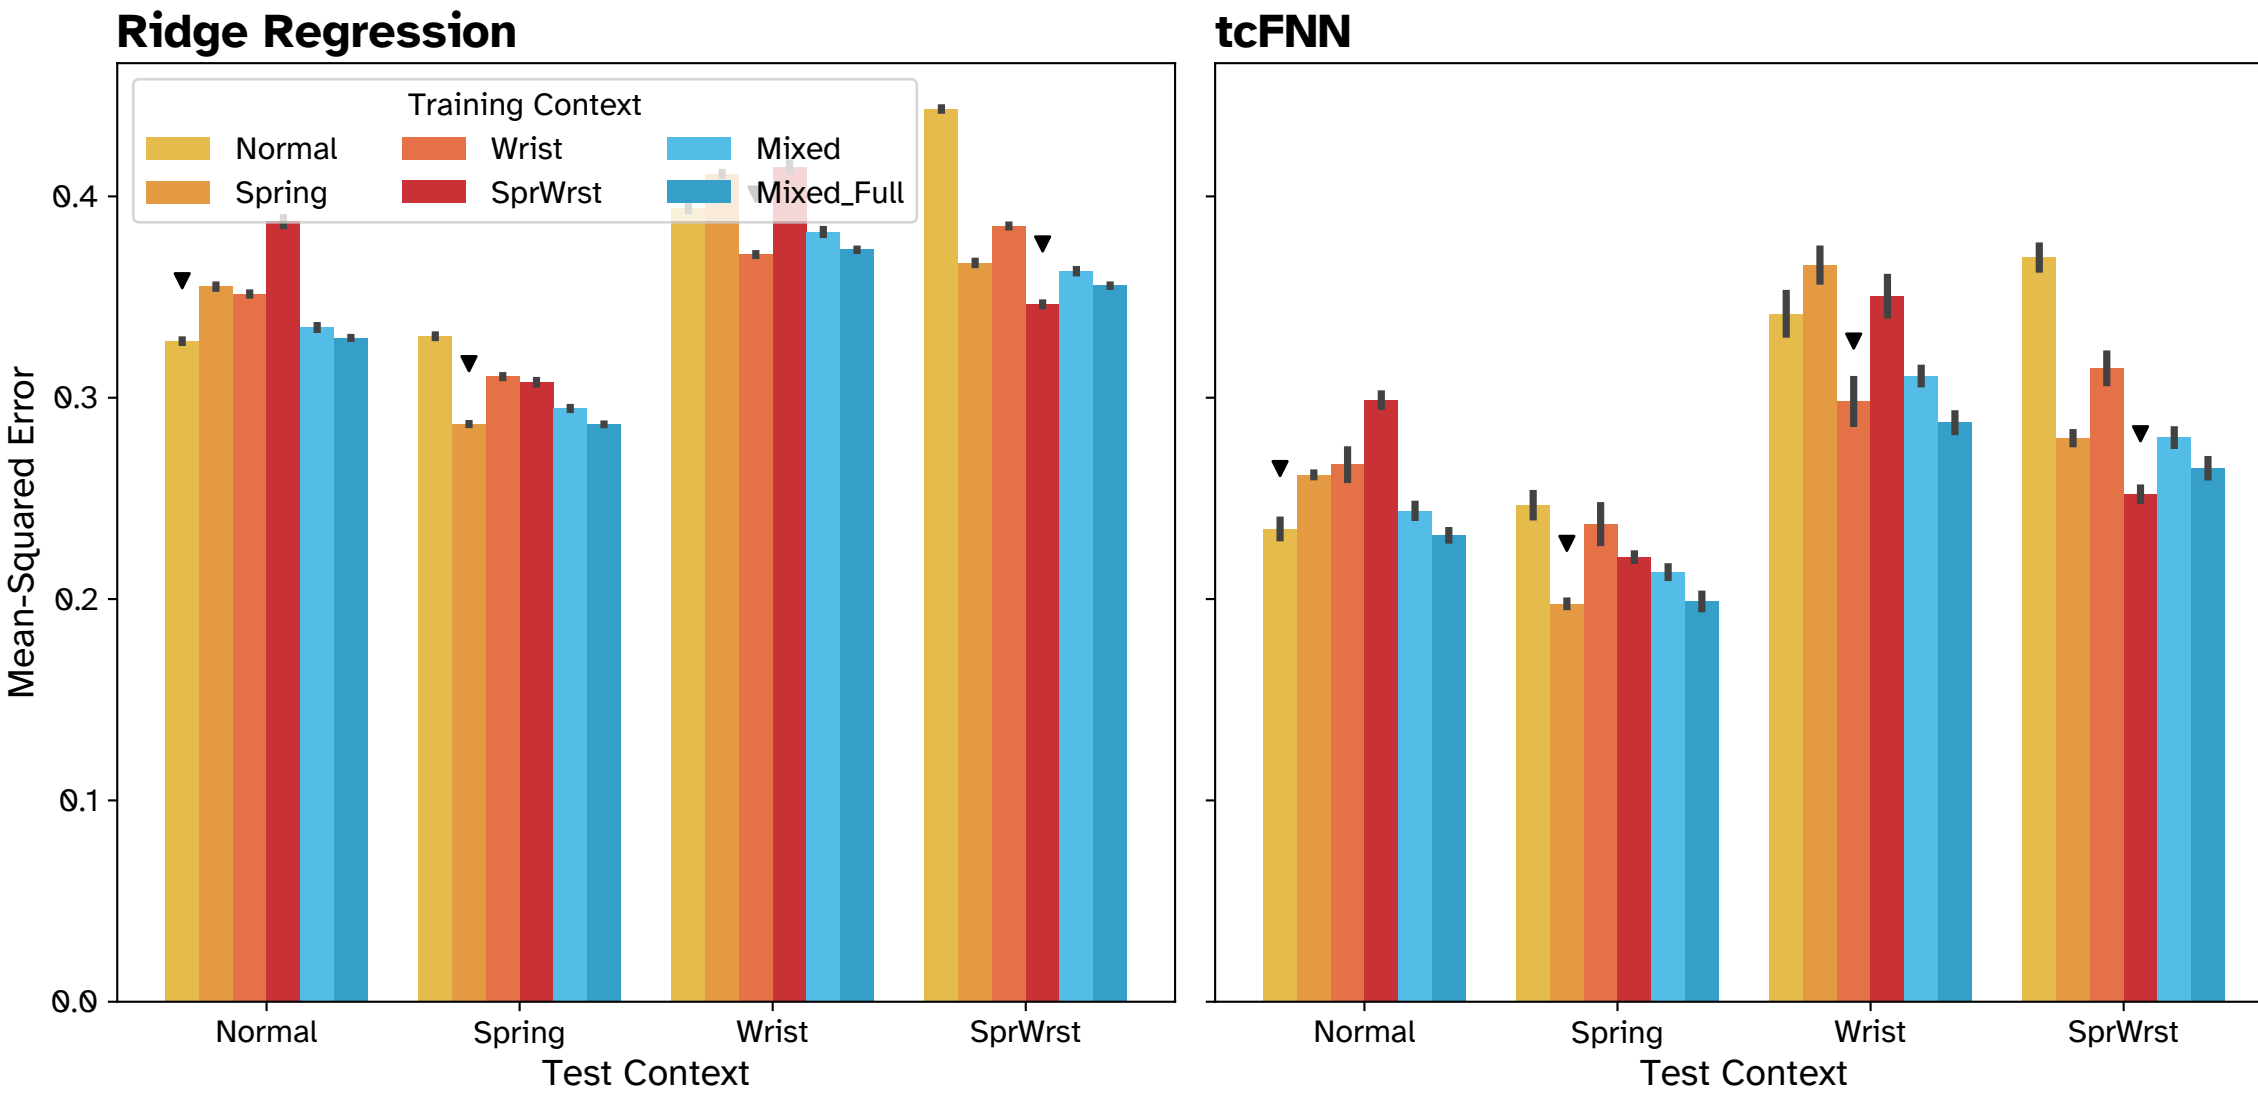 Ridge Regression
tcFNN
Training Context
Normal Wrist Mixed
Spring SprWrst Mixed_Full
Mean-Squared Error
0.4
0.3
0.2
0.1
0.0
Normal Spring Wrist SprWrst
Test Context
Normal Spring Wrist SprWrst
Test Context